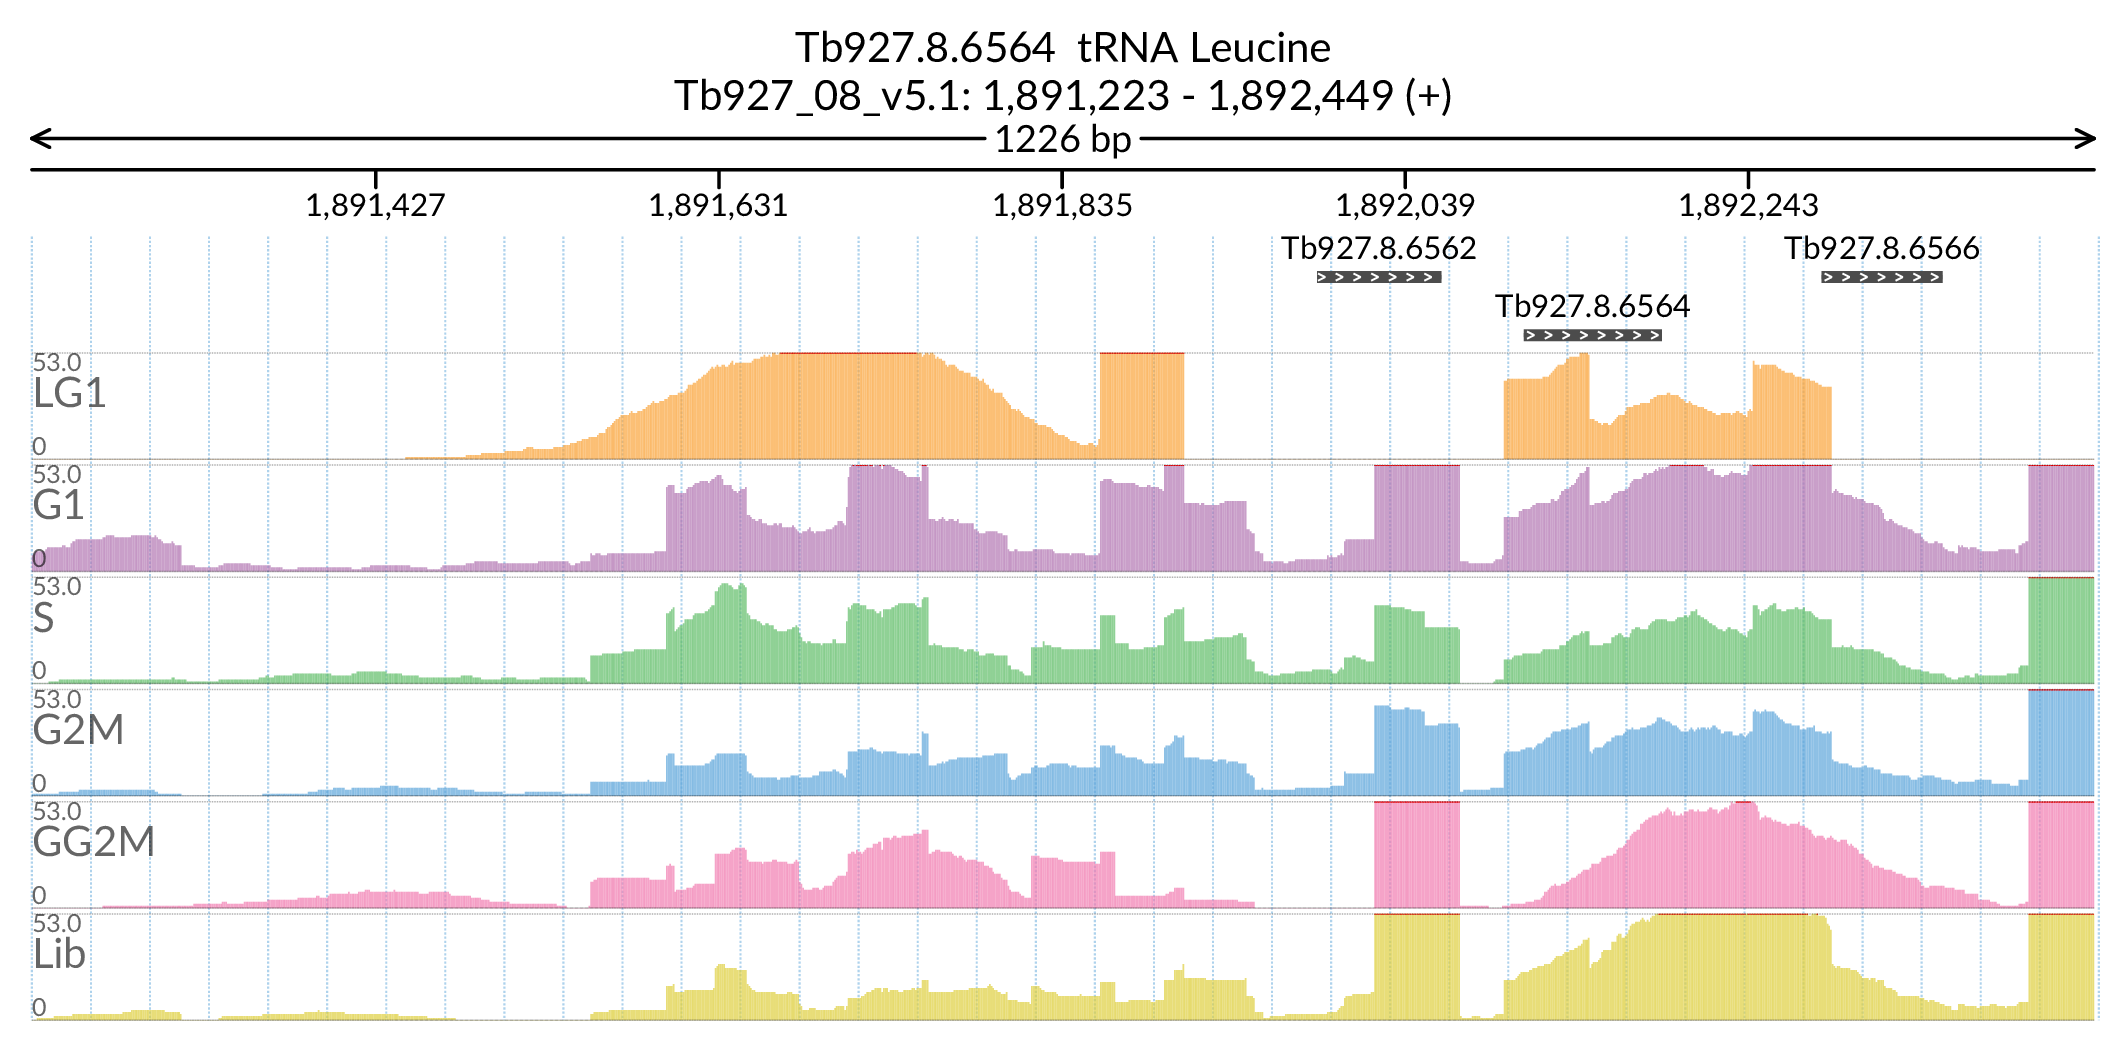 Tb927.8.6564  tRNA Leucine
Tb927_08_v5.1: 1,891,223 - 1,892,449 (+)
1226 bp
1,891,427 1,891,631 1,891,835 1,892,039 1,892,243
Tb927.8.6562 Tb927.8.6566
Tb927.8.6564
53.0
LG1
0
53.0
G1
0
53.0
S
0
53.0
G2M
0
53.0
GG2M
0
53.0
Lib
0